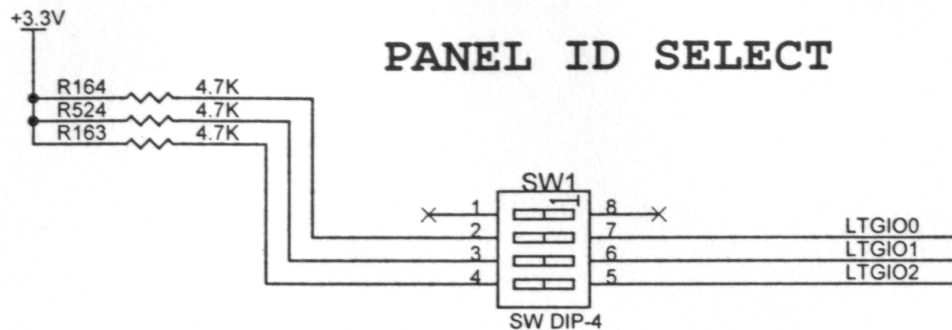 +3.3V
PANEL ID SELECT
R164 4.7K
R524 4.7K
R163 4.7K
SW1
1 8
2 7 LTGIO0
3 6 LTGIO1
4 5 LTGIO2
SW DIP-4